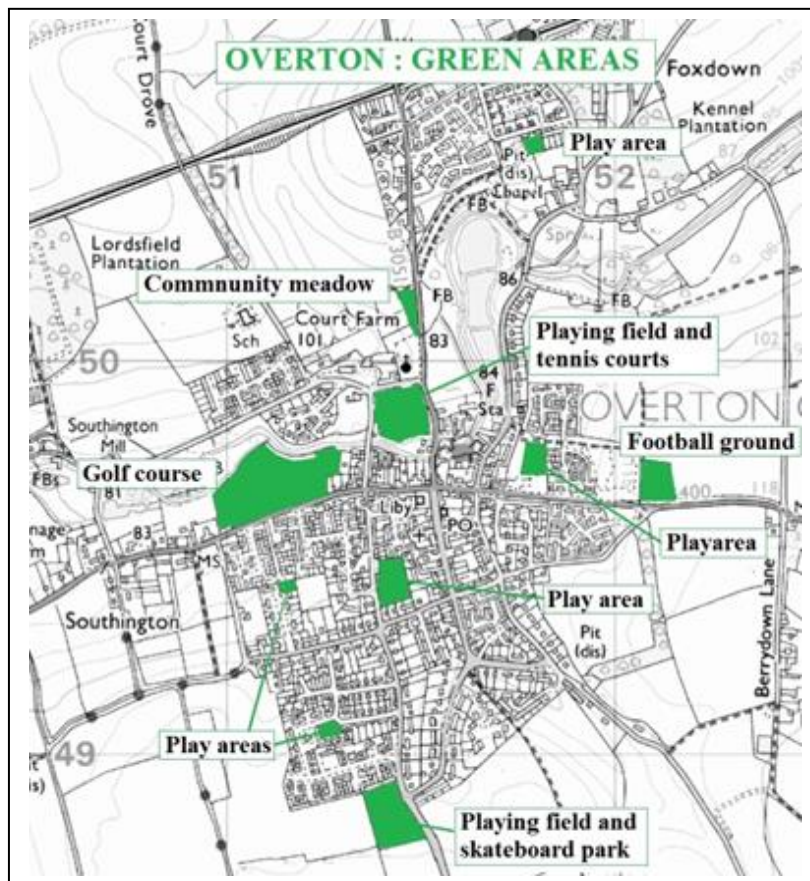 Court Drove
OVERTON : GREEN AREAS
Foxdown
Kennel
Plantation
Play area
Pit
(dis)
Chapel
51
52
FB
Lordsfield
Plantation
B 3051
Commnunity meadow
86
FB
FB
Court Farm
101
83
Sch
Playing field and
tennis courts
102
50
84
F
Sta
OVERTON
Southington
Mill
Football ground
Golf course
FBs
81
400
118
Liby
PO
83
MS
Playarea
Play area
Southington
Pit
(dis)
Berrydown Lane
Play areas
49
Playing field and
skateboard park